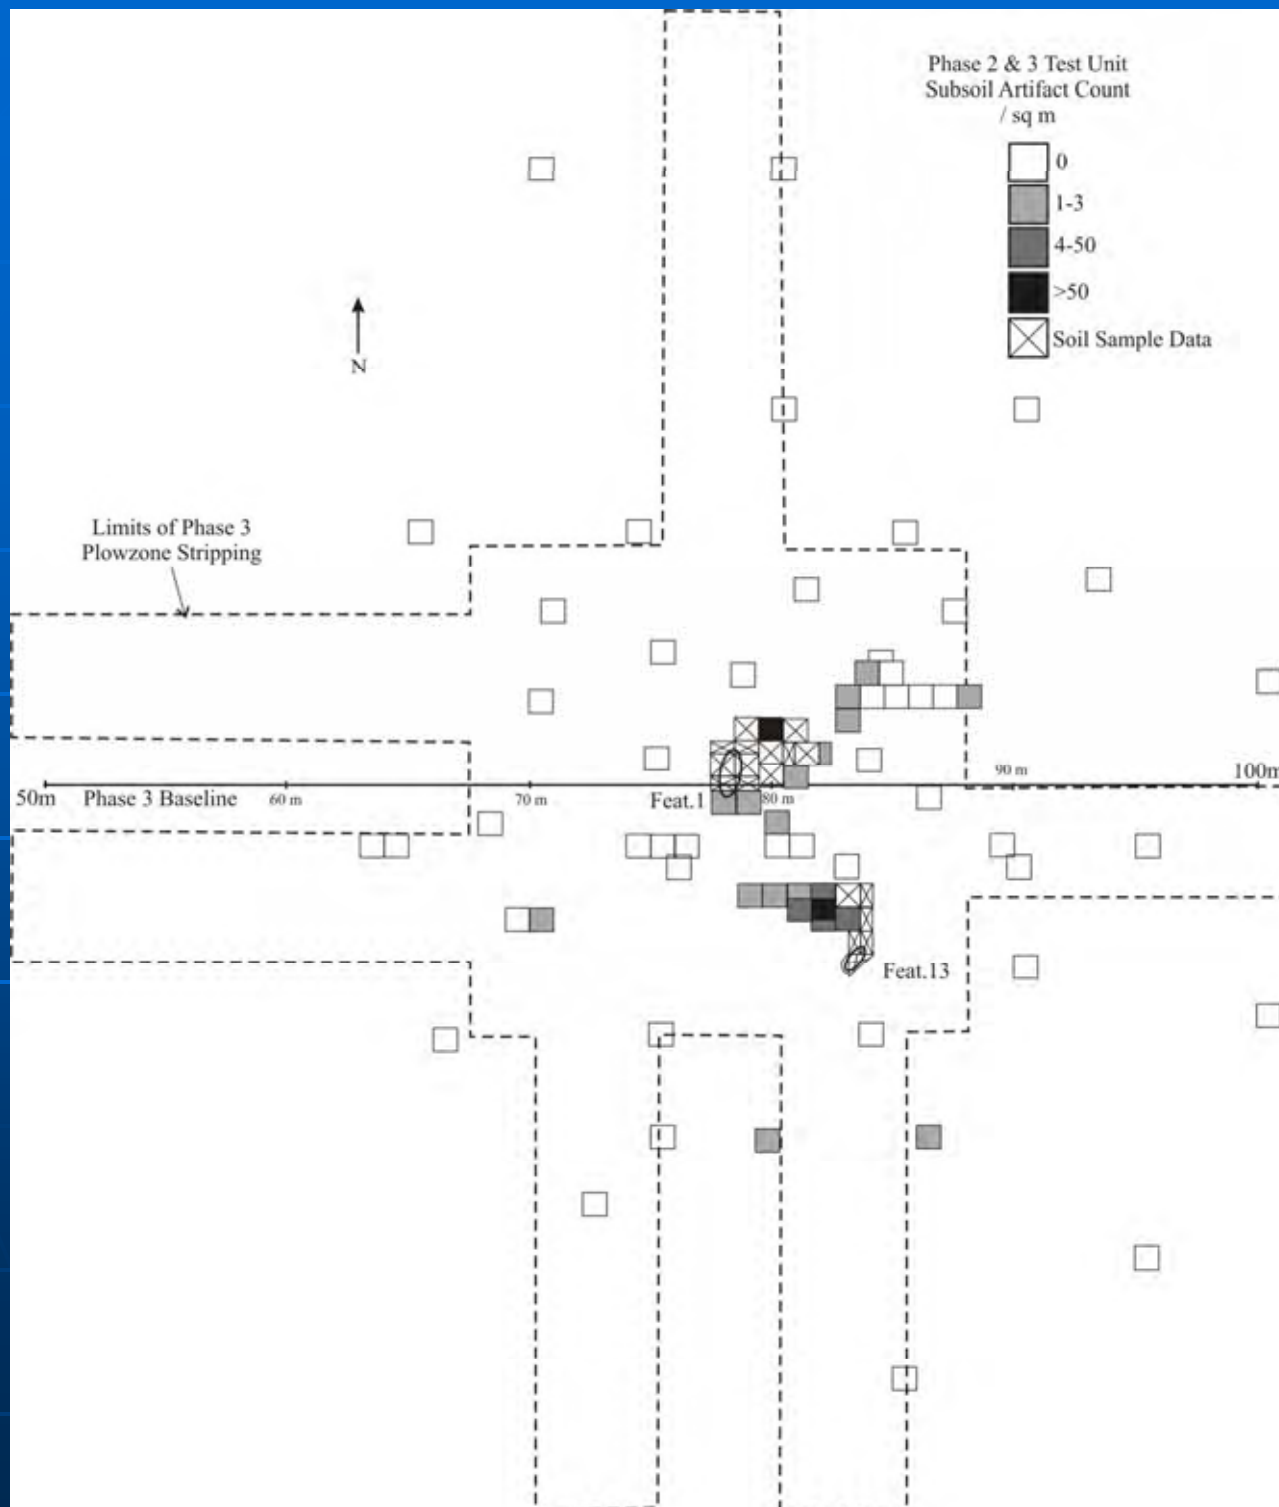 Phase 2 & 3 Test Unit
Subsoil Artifact Count
/ sq m
0
1-3
4-50
>50
Soil Sample Data
N
Limits of Phase 3
Plowzone Stripping
90 m
100m
50m
Phase 3 Baseline
60 m
70 m
Feat.1
80 m
Feat.13